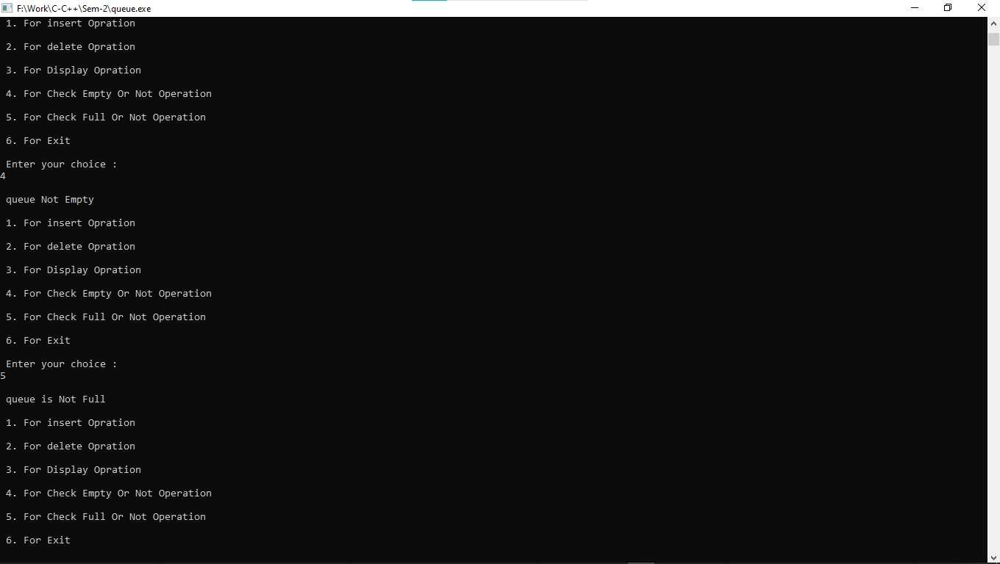 F:\Work\C-C++\Sem-2\queue.exe
1. For insert Opration
2. For delete Opration
3. For Display Opration
4. For Check Empty Or Not Operation
5. For Check Full Or Not Operation
6. For Exit
Enter your choice :
4
queue Not Empty
1. For insert Opration
2. For delete Opration
3. For Display Opration
4. For Check Empty Or Not Operation
5. For Check Full Or Not Operation
6. For Exit
Enter your choice :
5
queue is Not Full
1. For insert Opration
2. For delete Opration
3. For Display Opration
4. For Check Empty Or Not Operation
5. For Check Full Or Not Operation
6. For Exit